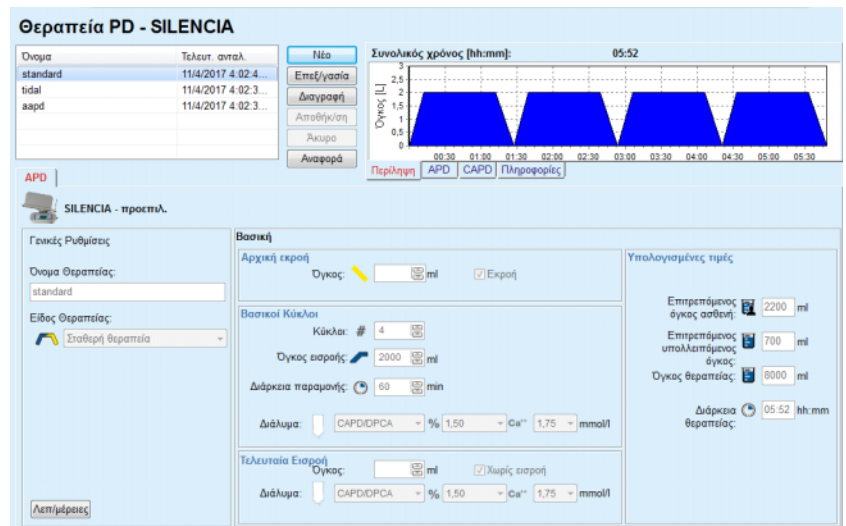 Θεραπεία PD - SILENCIA
Όνομα Τελευτ. ανταλ.
standard 11/4/2017 4:02:4...
tidal 11/4/2017 4:02:3...
aapd 11/4/2017 4:02:3...
Νέο
Επεξ/γασία
Διαγραφή
Αποθήκ/ση
Άκυρο
Αναφορά
Συνολικός χρόνος [hh:mm]: 05:52
Όγκος [L]
3
2,5
2
1,5
1
0,5
0
00:30 01:00 01:30 02:00 02:30 03:00 03:30 04:00 04:30 05:00 05:30
Περίληψη APD CAPD Πληροφορίες
APD
SILENCIA - προεπιλ.
Γενικές Ρυθμίσεις
Όνομα Θεραπείας:
standard
Είδος Θεραπείας:
Σταθερή θεραπεία
Λεπ/μέρειες
Βασική
Αρχική εκροή
Όγκος: ml Εκροή
Βασικοί Κύκλοι
Κύκλοι: # 4
Όγκος εισροής: 2000 ml
Διάρκεια παραμονής: 60 min
Διάλυμα: CAPD/DPCA % 1,50 Ca⁺⁺ 1,75 mmol/l
Τελευταία Εισροή
Όγκος: ml Χωρίς εισροή
Διάλυμα: CAPD/DPCA % 1,50 Ca⁺⁺ 1,75 mmol/l
Υπολογισμένες τιμές
Επιτρεπόμενος
όγκος ασθενή: 2200 ml
Επιτρεπόμενος
υπολλειπόμενος 700 ml
όγκος:
Όγκος θεραπείας: 8000 ml
Διάρκεια 05:52 hh:mm
θεραπείας: